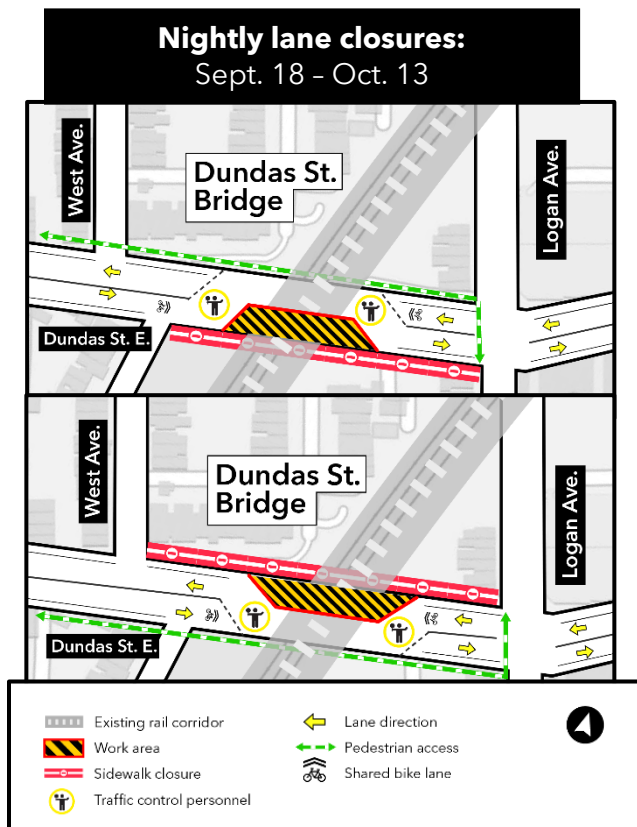 Nightly lane closures:
Sept. 18 – Oct. 13
West Ave.
Dundas St.
Bridge
Logan Ave.
Dundas St. E.
West Ave.
Dundas St.
Bridge
Logan Ave.
Dundas St. E.
Existing rail corridor
Work area
Sidewalk closure
Traffic control personnel
Lane direction
Pedestrian access
Shared bike lane